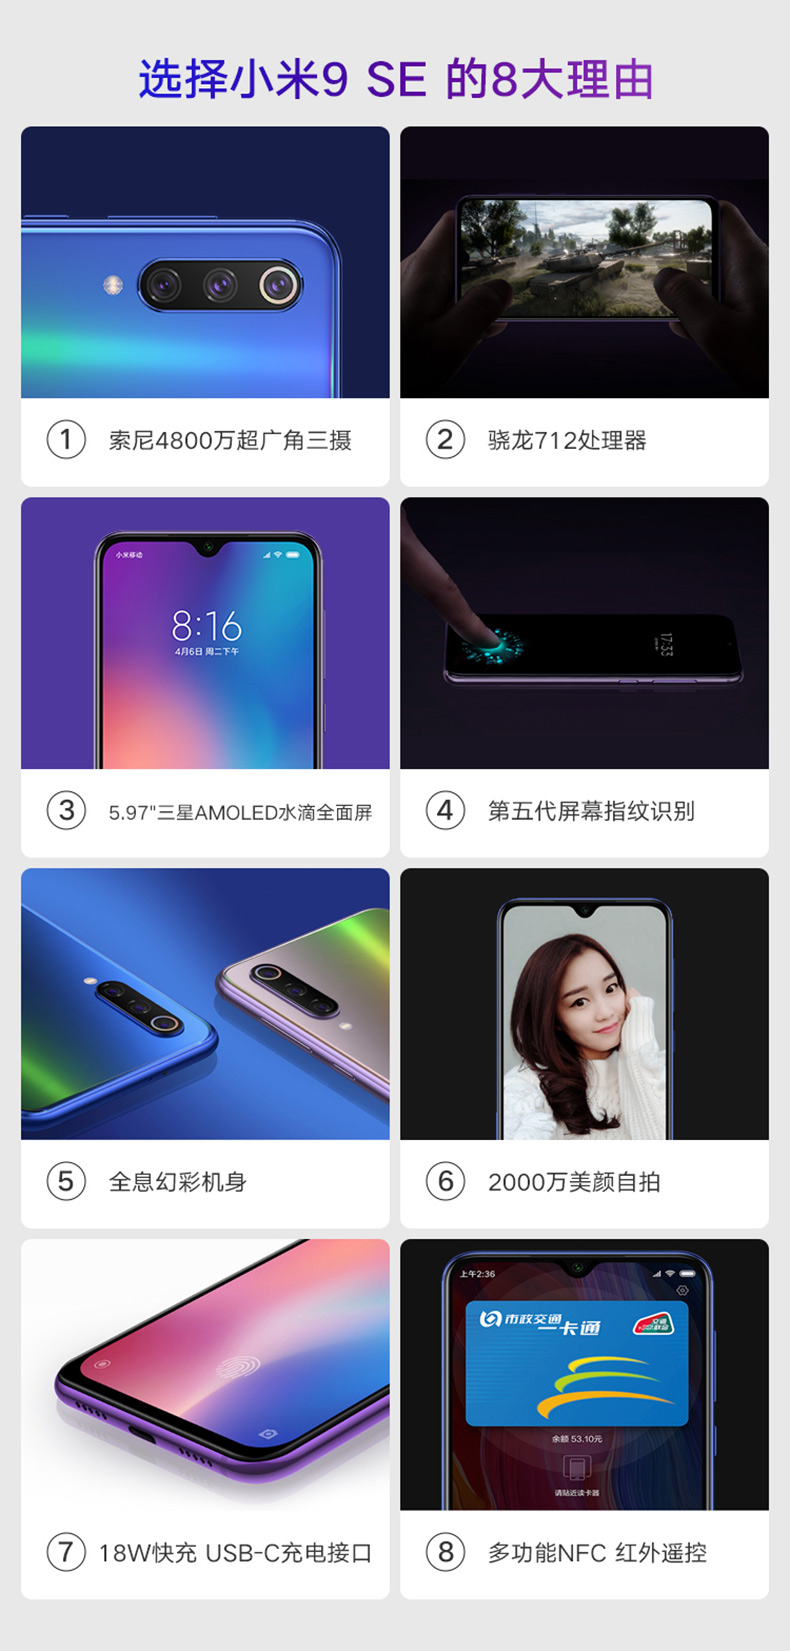 选择小米9 SE 的8大理由
① 索尼4800万超广角三摄
② 骁龙712处理器
小米移动
8:16
4月6日 周二下午
17:33
③ 5.97"三星AMOLED水滴全面屏
④ 第五代屏幕指纹识别
⑤ 全息幻彩机身
⑥ 2000万美颜自拍
上午2:36
市政交通
一卡通
余额 53.10元
请贴近读卡器
⑦ 18W快充 USB-C充电接口
⑧ 多功能NFC 红外遥控